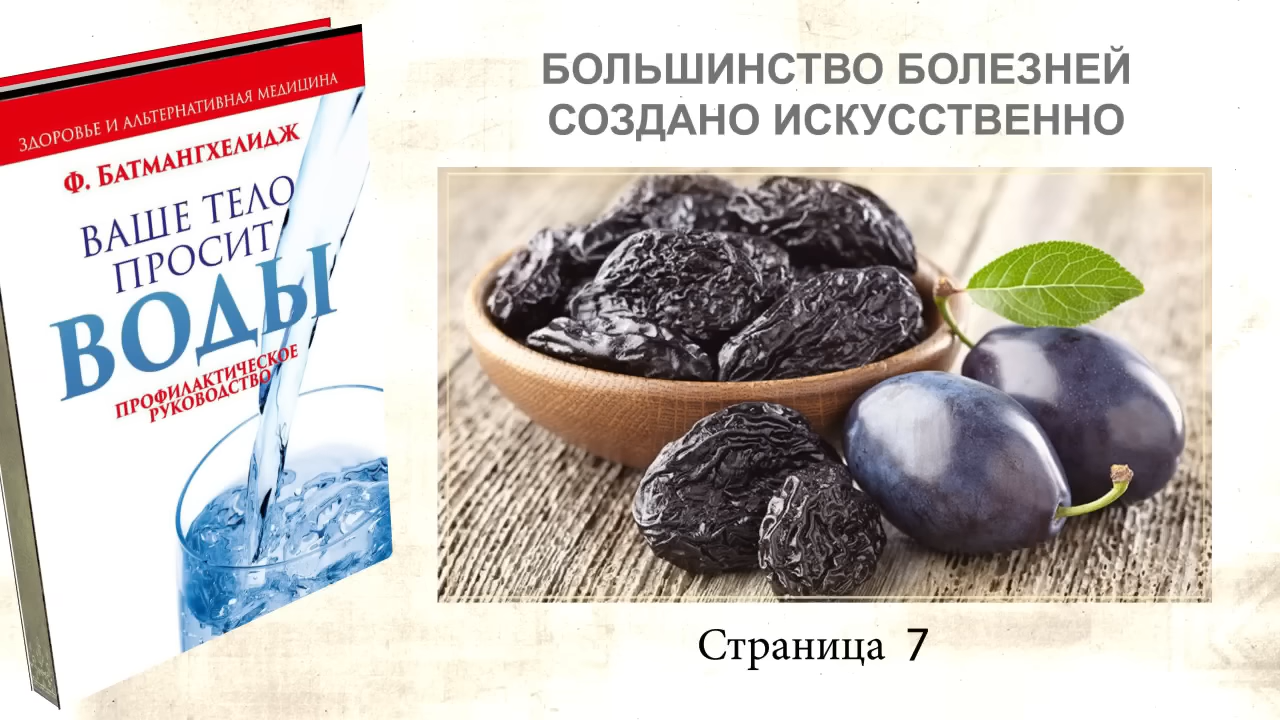 ЗДОРОВЬЕ И АЛЬТЕРНАТИВНАЯ МЕДИЦИНА
Ф. БАТМАНГХЕЛИДЖ
ВАШЕ ТЕЛО
ПРОСИТ
ВОДЫ
ПРОФИЛАКТИЧЕСКОЕ
РУКОВОДСТВО
БОЛЬШИНСТВО БОЛЕЗНЕЙ
СОЗДАНО ИСКУССТВЕННО
Страница 7